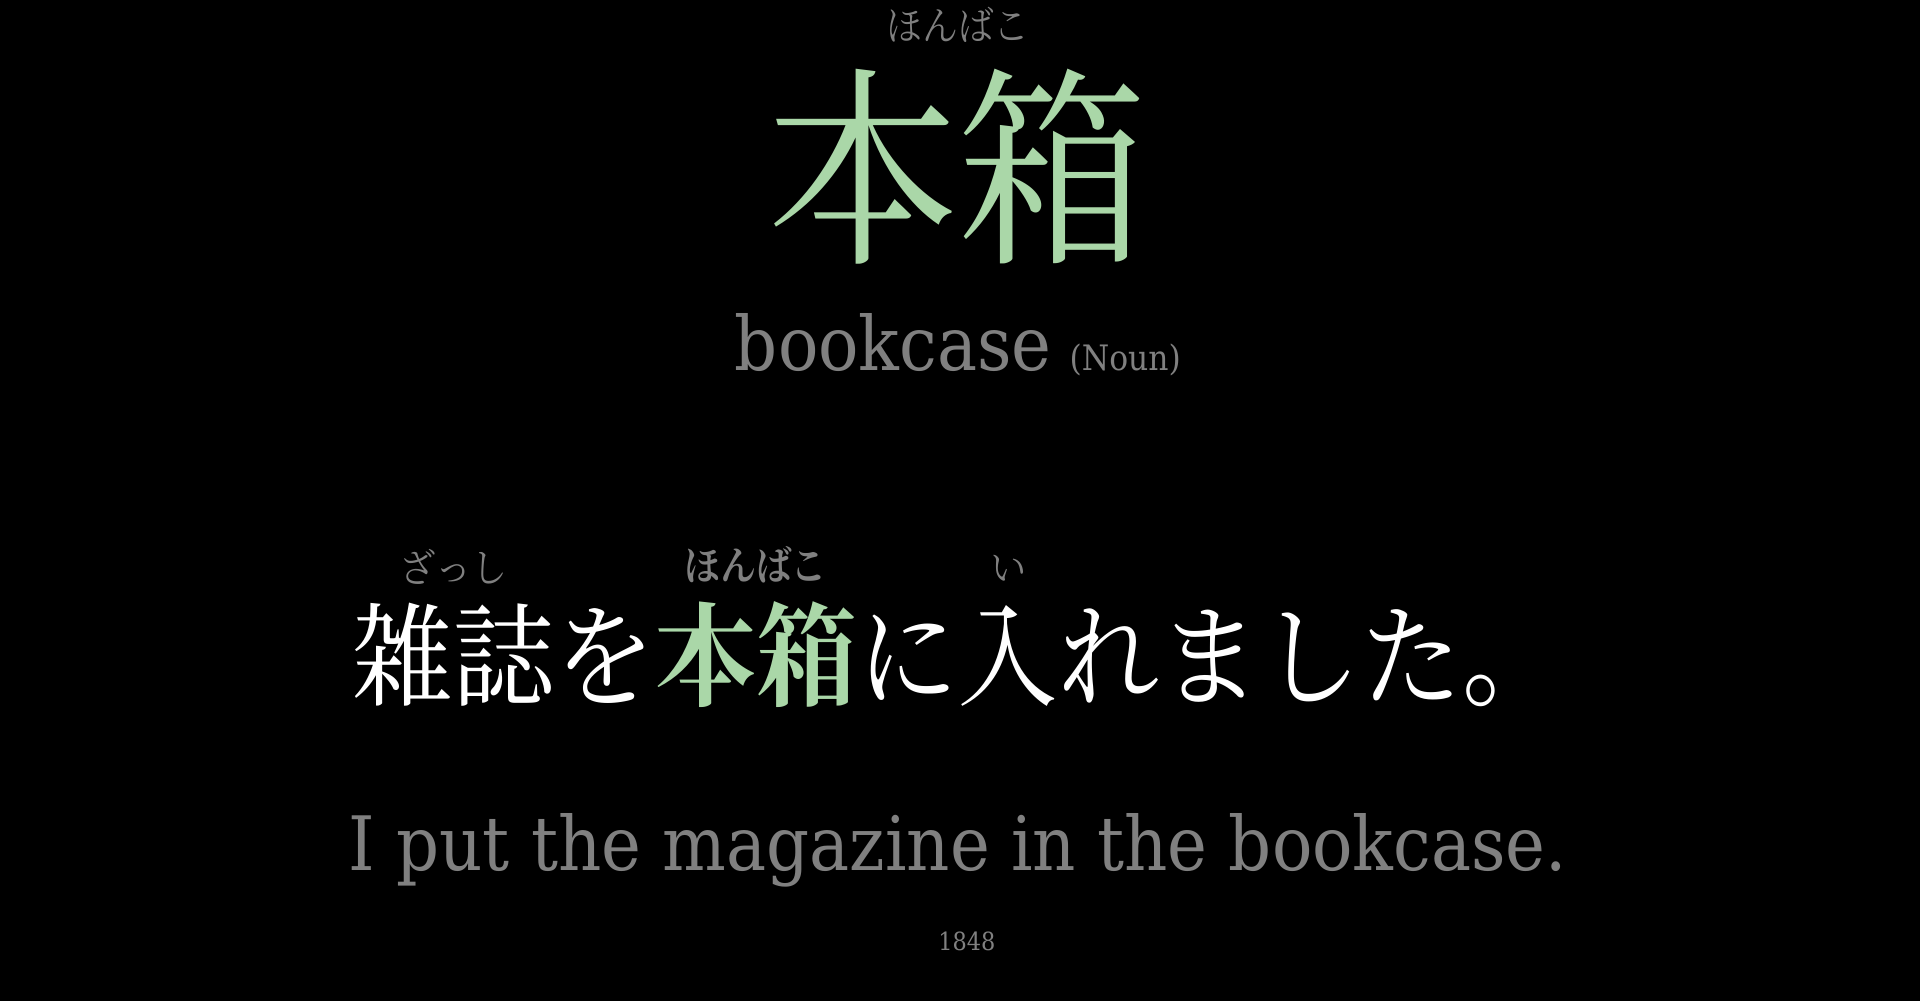 ほんばこ
本箱
bookcase (Noun)
ざっし ほんばこ い
雑誌を本箱に入れました。
I put the magazine in the bookcase.
1848